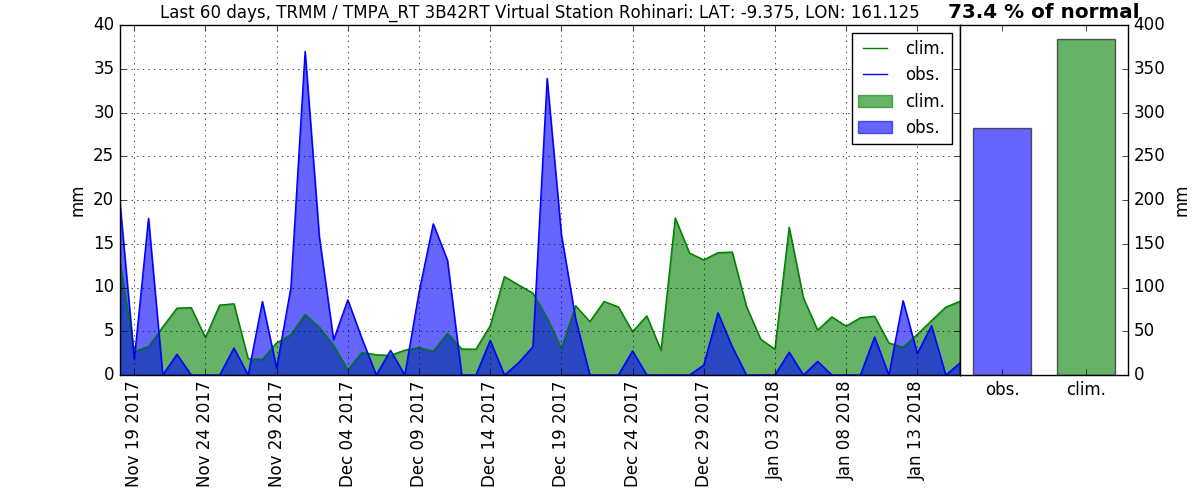 Last 60 days, TRMM / TMPA_RT 3B42RT Virtual Station Rohinari: LAT: -9.375, LON: 161.125
73.4 % of normal
40
35
30
25
20
15
10
5
0
mm
clim.
obs.
clim.
obs.
400
350
300
250
200
150
100
50
0
mm
obs.
clim.
Nov 19 2017
Nov 24 2017
Nov 29 2017
Dec 04 2017
Dec 09 2017
Dec 14 2017
Dec 19 2017
Dec 24 2017
Dec 29 2017
Jan 03 2018
Jan 08 2018
Jan 13 2018